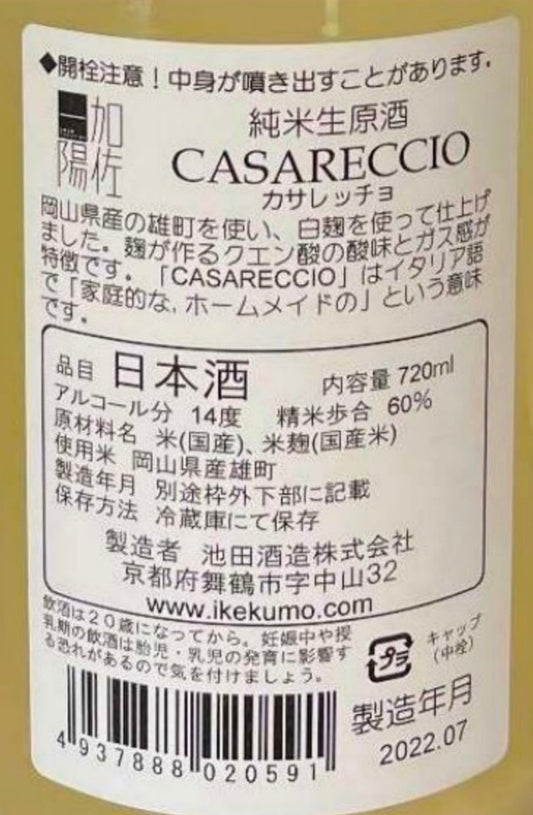 ◆開栓注意！中身が噴き出すことがあります。
加佐一陽
純米生原酒
CASARECCIO
カサレッチョ
岡山県産の雄町を使い、白麹を使って仕上げ
ました。麹が作るクエン酸の酸味とガス感が
特徴です。「CASARECCIO」はイタリア語
で「家庭的な、ホームメイドの」という意味
です。
品目 日本酒 内容量 720ml
アルコール分 14度 精米歩合 60%
原材料名 米(国産)、米麹(国産米)
使用米 岡山県産雄町
製造年月 別途枠外下部に記載
保存方法 冷蔵庫にて保存
製造者 池田酒造株式会社
京都府舞鶴市字中山32
www.ikekumo.com
飲酒は20歳になってから。妊娠中や授
乳期の飲酒は胎児・乳児の発育に影響す
る恐れがあるので気を付けましょう。
プラ
キャップ
(中栓)
製造年月
2022.07
4 937888 020591